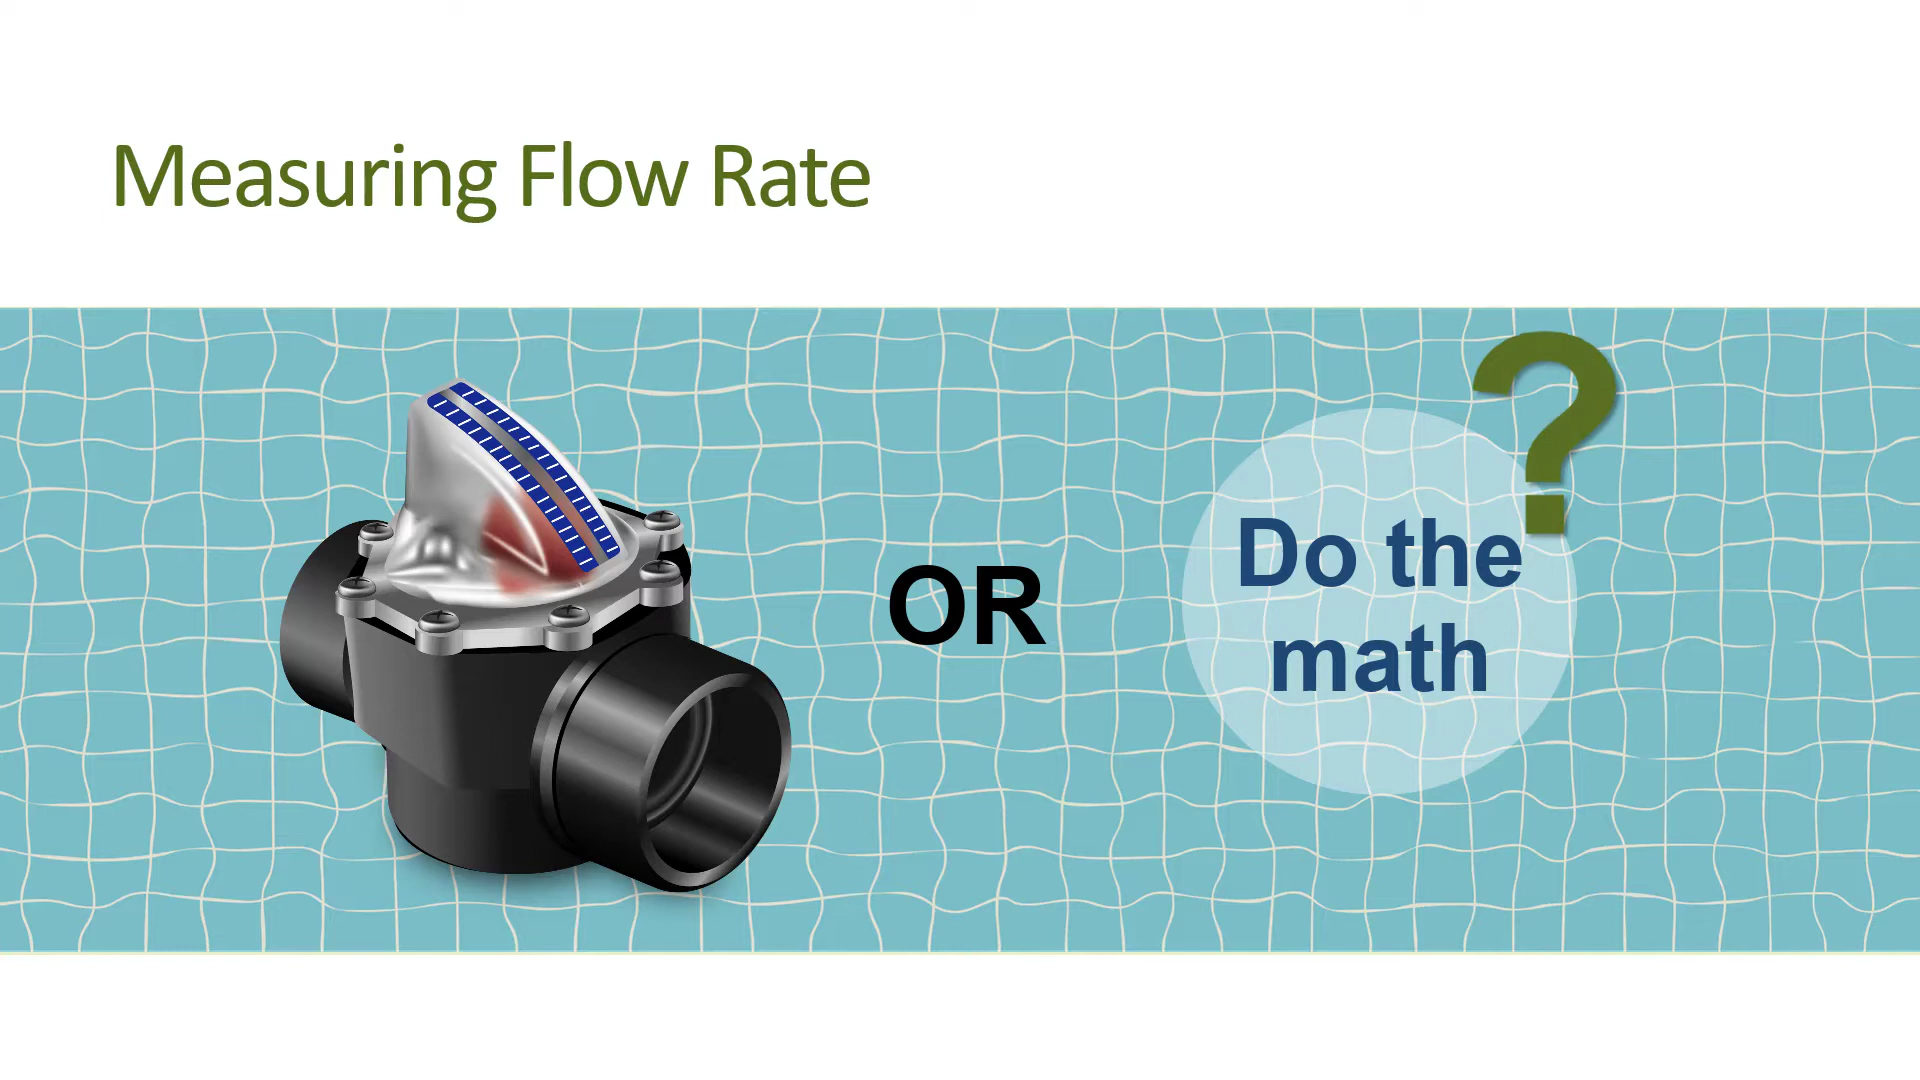 Measuring Flow Rate
OR
?
Do the
math